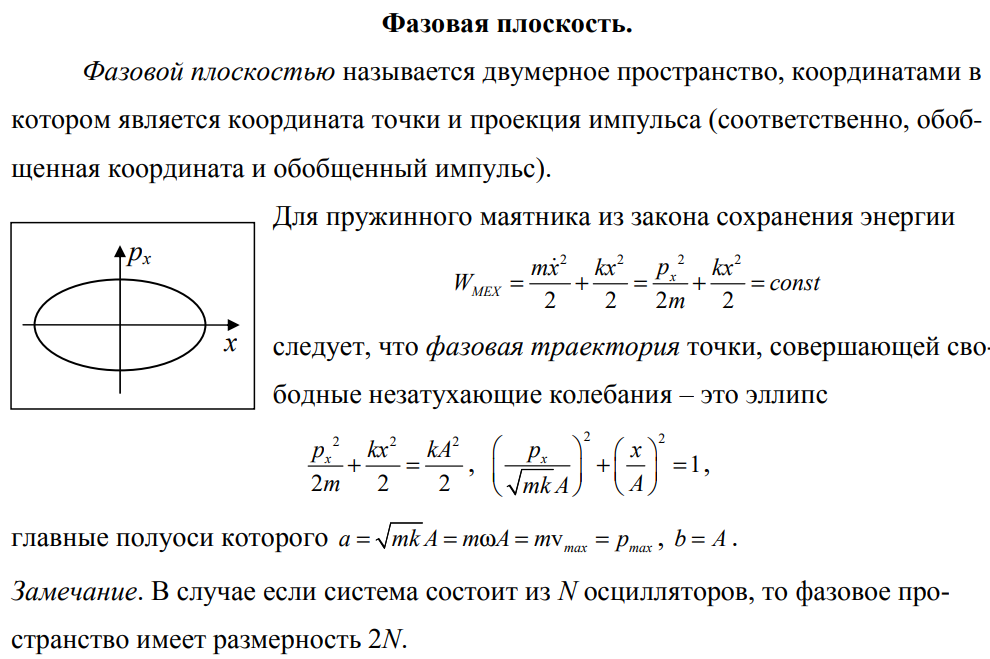 Фазовая плоскость.
Фазовой плоскостью называется двумерное пространство, координатами в
котором является координата точки и проекция импульса (соответственно, обоб-
щенная координата и обобщенный импульс).
Для пружинного маятника из закона сохранения энергии
p_x
x
W_{МЕХ} = \frac{m\dot{x}^2}{2} + \frac{kx^2}{2} = \frac{p_x^2}{2m} + \frac{kx^2}{2} = const
следует, что фазовая траектория точки, совершающей сво-
бодные незатухающие колебания – это эллипс
\frac{p_x^2}{2m} + \frac{kx^2}{2} = \frac{kA^2}{2}, \left(\frac{p_x}{\sqrt{mk}A}\right)^2 + \left(\frac{x}{A}\right)^2 = 1,
главные полуоси которого a = \sqrt{mk}A = mωA = mv_{max} = p_{max}, b = A.
Замечание. В случае если система состоит из N осцилляторов, то фазовое про-
странство имеет размерность 2N.